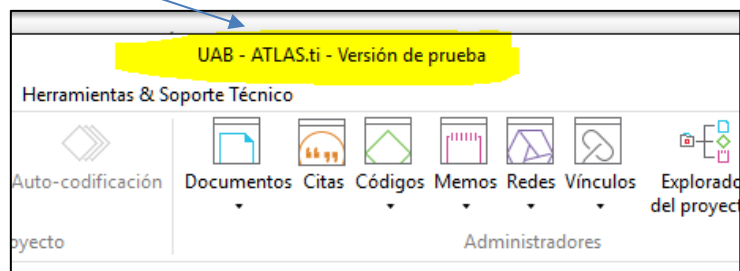 UAB - ATLAS.ti - Versión de prueba
Herramientas & Soporte Técnico
Auto-codificación Documentos Citas Códigos Memos Redes Vínculos Explorado
del proyect
oyecto Administradores